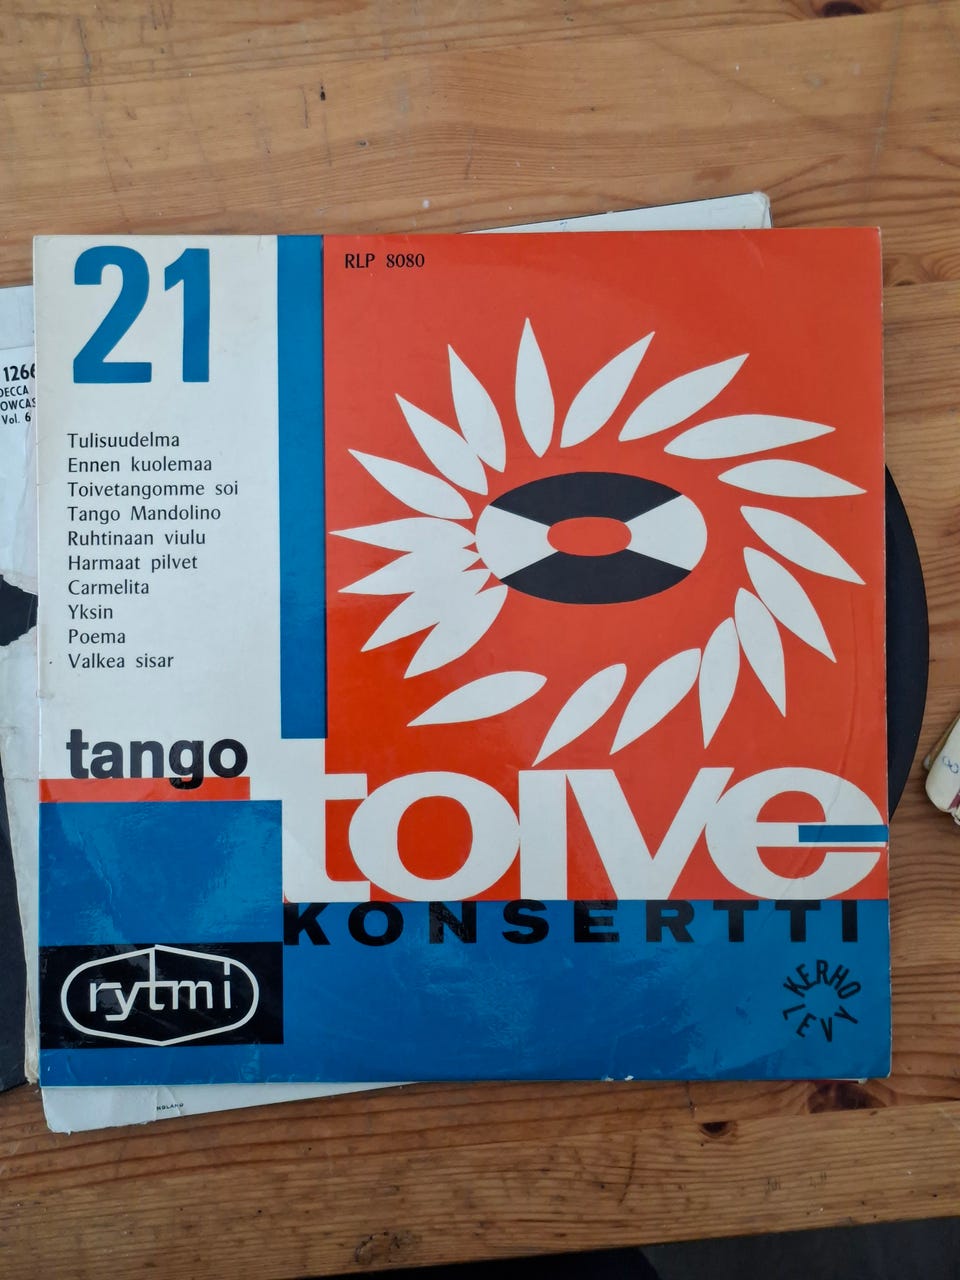 21
RLP 8080
Tulisuudelma
Ennen kuolemaa
Toivetangomme soi
Tango Mandolino
Ruhtinaan viulu
Harmaat pilvet
Carmelita
Yksin
Poema
Valkea sisar
tango
toive
KONSERTTI
rytmi
KERHO
LEVY
1266
DECCA
Vol. 6